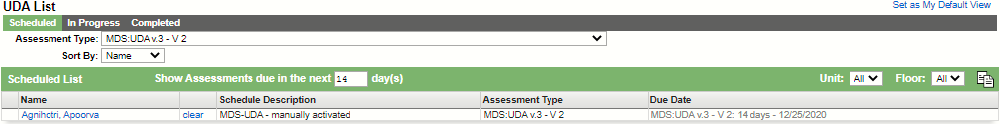 UDA List
Set as My Default View
Scheduled In Progress Completed
Assessment Type: MDS:UDA v.3 - V 2
Sort By: Name
Scheduled List Show Assessments due in the next 14 day(s) Unit: All Floor: All
Name Schedule Description Assessment Type Due Date
Agnihotri, Apoorva clear MDS-UDA - manually activated MDS:UDA v.3 - V 2 MDS:UDA v.3 - V 2: 14 days - 12/25/2020